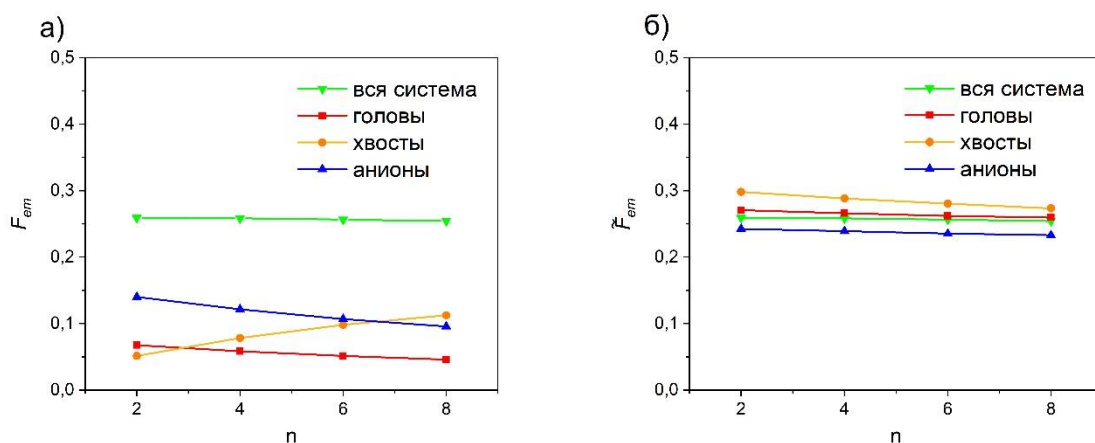 а)
0,5
0,4
0,3
0,2
0,1
0,0
F_em
2
4
6
8
n
вся система
головы
хвосты
анионы
б)
0,5
0,4
0,3
0,2
0,1
0,0
F̃_em
2
4
6
8
n
вся система
головы
хвосты
анионы